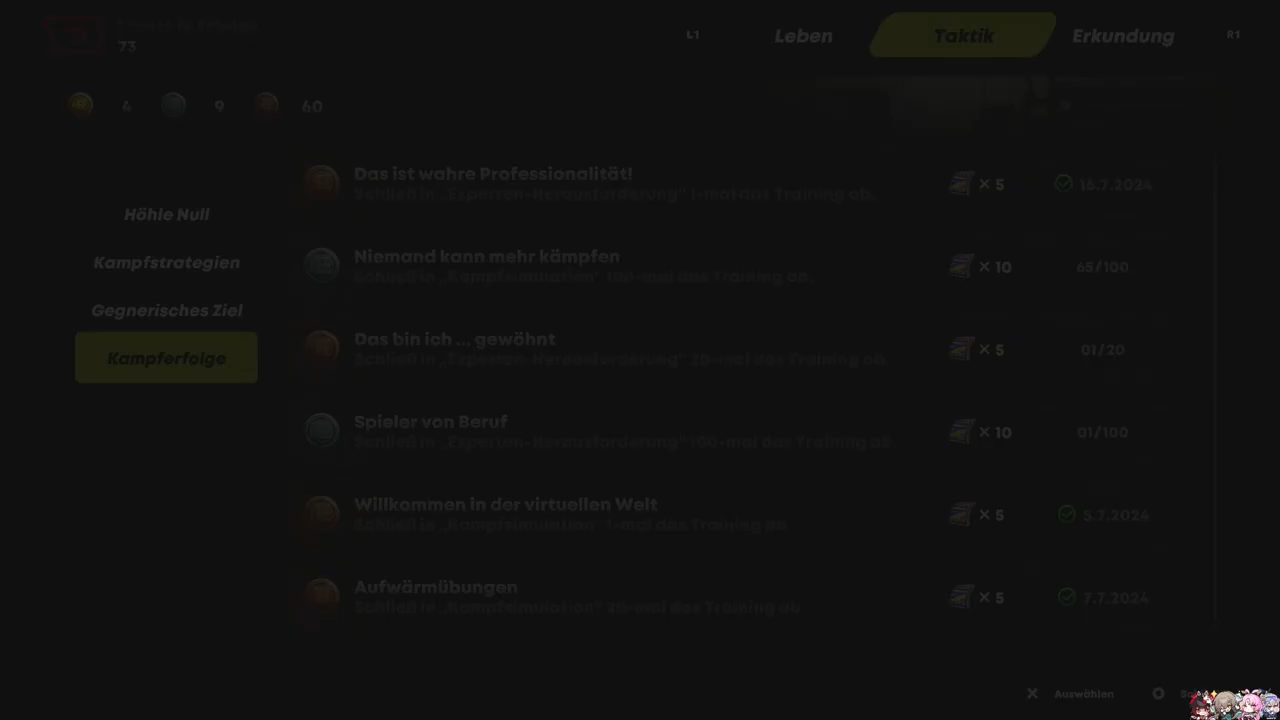 73
L1
Leben
Taktik
Erkundung
R1
4
9
60
Höhle Null
Kampfstrategien
Gegnerisches Ziel
Kampferfolge
Das ist wahre Professionalität!
Schließ in „Experten-Herausforderung“ 1-mal das Training ab.
× 5
16.7.2024
Niemand kann mehr kämpfen
Schließ in „Kampfsimulation“ 100-mal das Training ab.
× 10
65/100
Das bin ich ... gewöhnt
Schließ in „Experten-Herausforderung“ 20-mal das Training ab.
× 5
01/20
Spieler von Beruf
Schließ in „Experten-Herausforderung“ 100-mal das Training ab
× 10
01/100
Willkommen in der virtuellen Welt
Schließ in „Kampfsimulation“ 1-mal das Training ab
× 5
5.7.2024
Aufwärmübungen
Schließ in „Kampfsimulation“ 20-mal das Training ab
× 5
7.7.2024
Auswählen